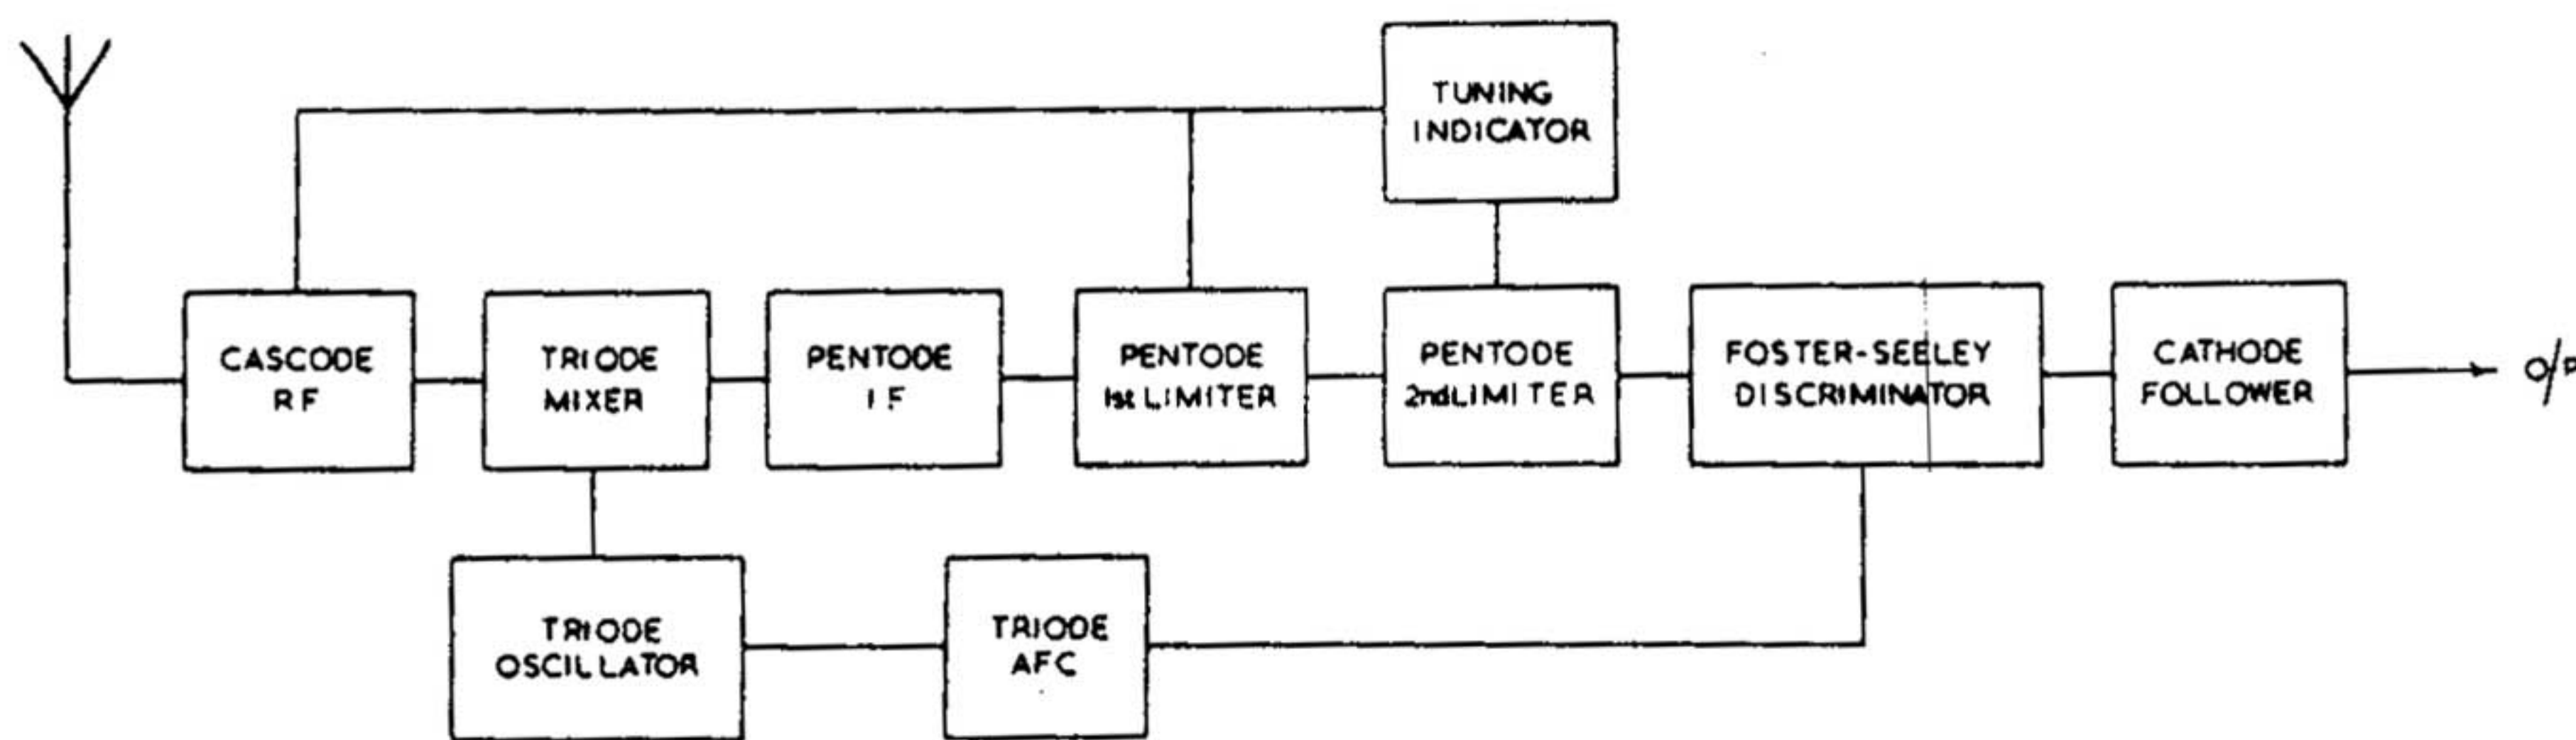 TUNING
INDICATOR
CASCODE
RF
TRIODE
MIXER
PENTODE
IF
PENTODE
1st LIMITER
PENTODE
2nd LIMITER
FOSTER-SEELEY
DISCRIMINATOR
CATHODE
FOLLOWER
O/P
TRIODE
OSCILLATOR
TRIODE
AFC